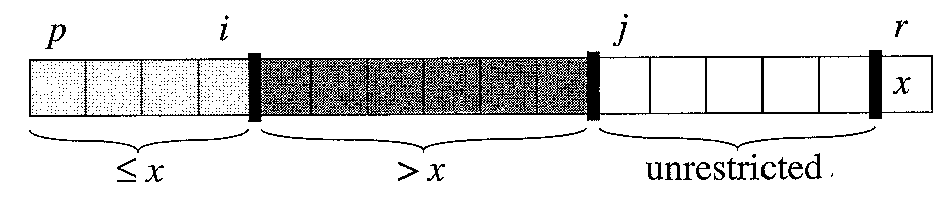 p i j r
x
≤ x > x unrestricted